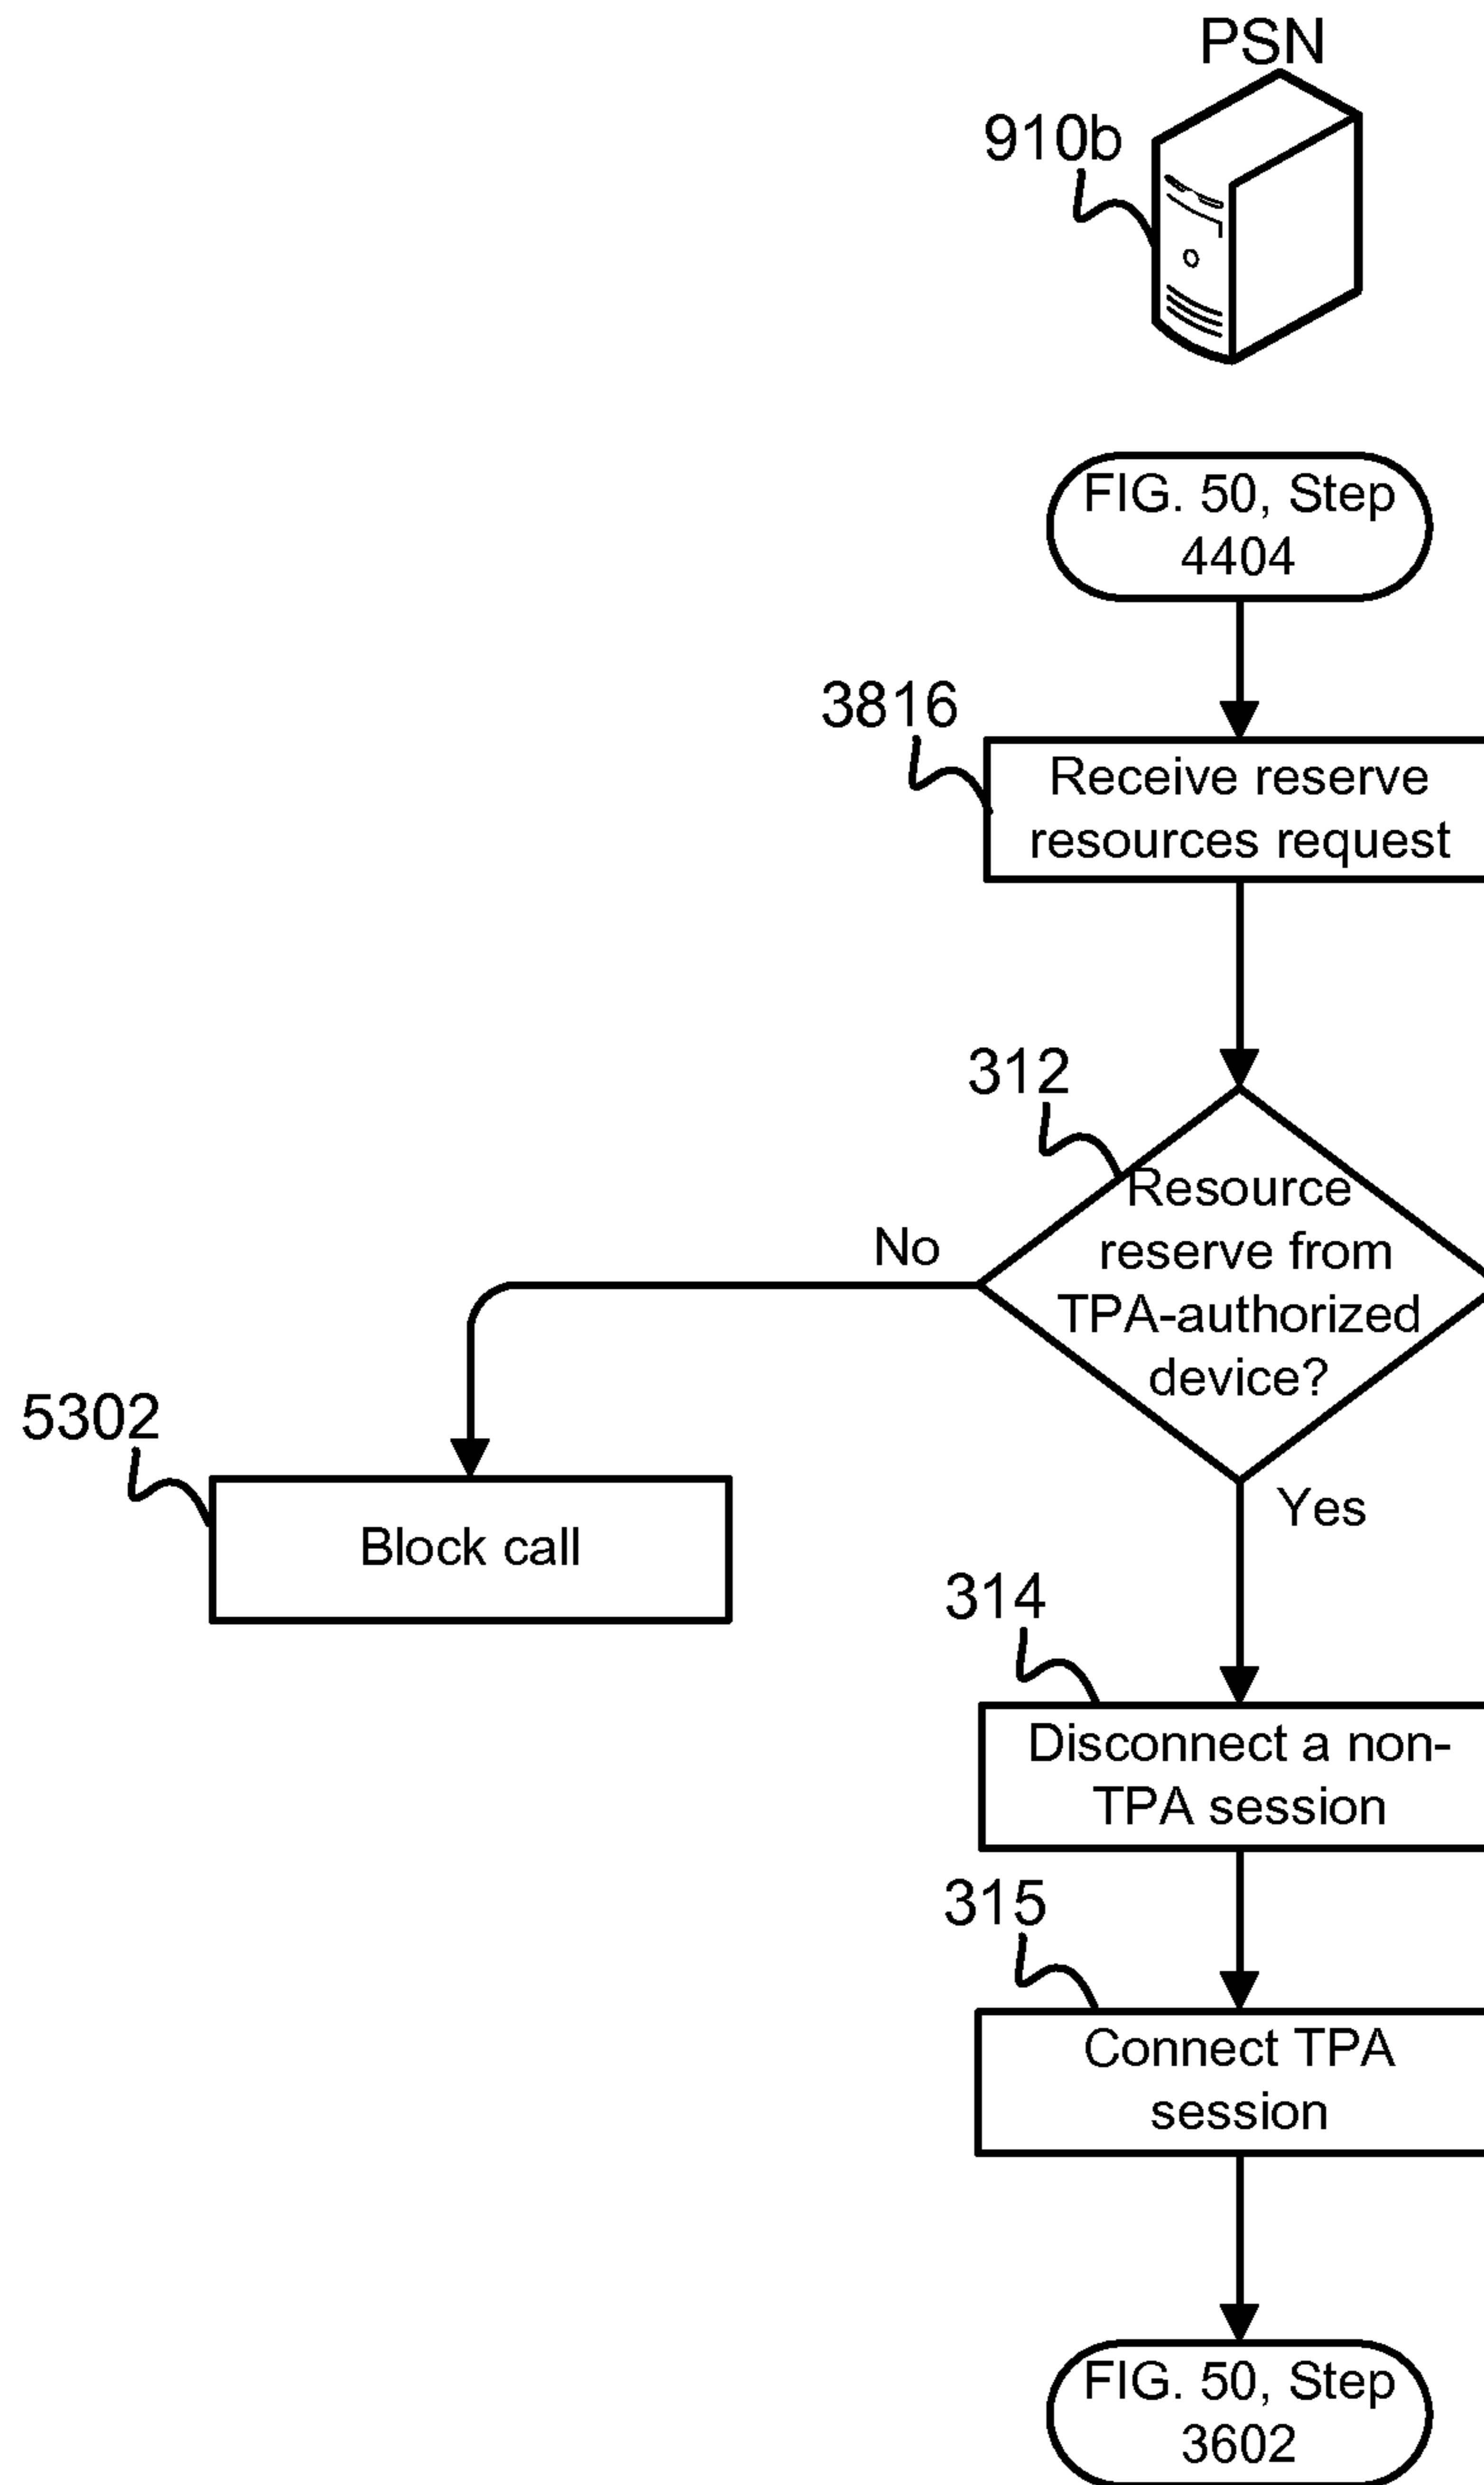 PSN
910b
FIG. 50, Step
4404
3816
Receive reserve
resources request
312
Resource
reserve from
TPA-authorized
device?
No
Yes
5302
Block call
314
Disconnect a non-
TPA session
315
Connect TPA
session
FIG. 50, Step
3602